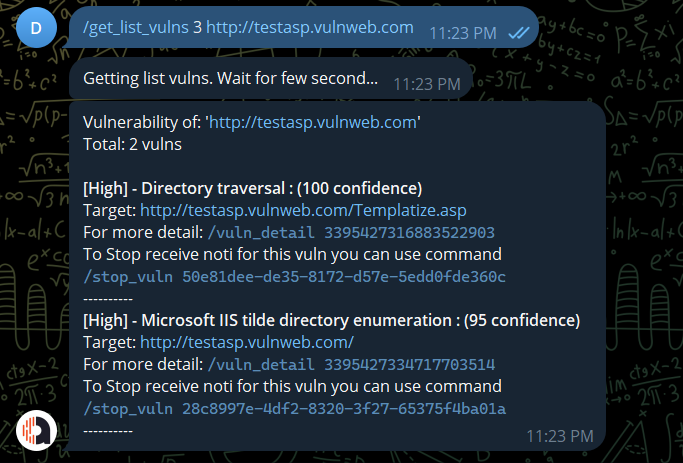 D
/get_list_vulns 3 http://testasp.vulnweb.com 11:23 PM
Getting list vulns. Wait for few second... 11:23 PM
Vulnerability of: 'http://testasp.vulnweb.com'
Total: 2 vulns
[High] - Directory traversal : (100 confidence)
Target: http://testasp.vulnweb.com/Templatize.asp
For more detail: /vuln_detail 3395427316883522903
To Stop receive noti for this vuln you can use command
/stop_vuln 50e81dee-de35-8172-d57e-5edd0fde360c
----------
[High] - Microsoft IIS tilde directory enumeration : (95 confidence)
Target: http://testasp.vulnweb.com/
For more detail: /vuln_detail 3395427334717703514
To Stop receive noti for this vuln you can use command
/stop_vuln 28c8997e-4df2-8320-3f27-65375f4ba01a
----------
11:23 PM